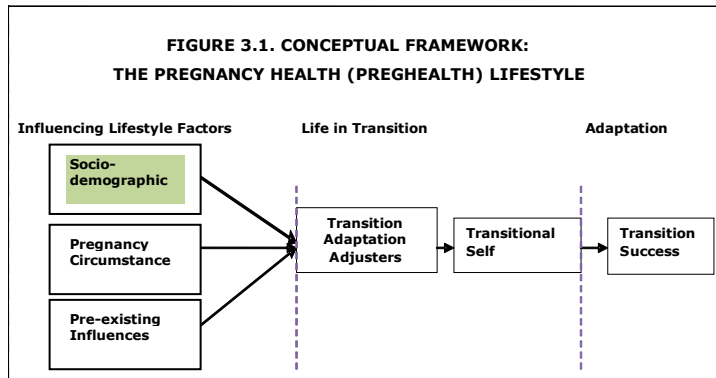 FIGURE 3.1. CONCEPTUAL FRAMEWORK:
THE PREGNANCY HEALTH (PREGHEALTH) LIFESTYLE
Influencing Lifestyle Factors
Life in Transition
Adaptation
Socio-
demographic
Pregnancy
Circumstance
Pre-existing
Influences
Transition
Adaptation
Adjusters
Transitional
Self
Transition
Success